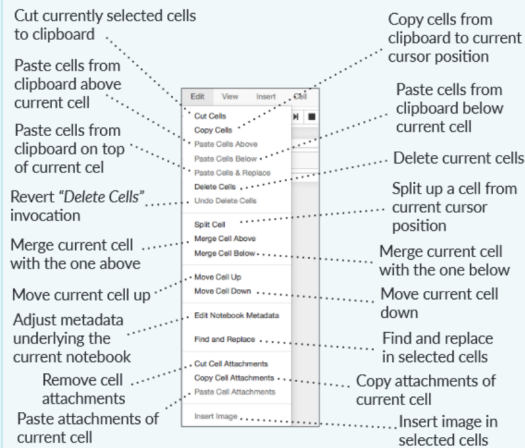 Cut currently selected cells
to clipboard
Paste cells from
clipboard above
current cell
Paste cells from
clipboard on top
of current cel
Revert "Delete Cells"
invocation
Merge current cell
with the one above
Move current cell up
Adjust metadata
underlying the
current notebook
Remove cell
attachments
Paste attachments of
current cell
Edit View Insert Cell
Cut Cells
Copy Cells
Paste Cells Above
Paste Cells Below
Paste Cells & Replace
Delete Cells
Undo Delete Cells
Split Cell
Merge Cell Above
Merge Cell Below
Move Cell Up
Move Cell Down
Edit Notebook Metadata
Find and Replace
Cut Cell Attachments
Copy Cell Attachments
Paste Cell Attachments
Insert Image
Copy cells from
clipboard to current
cursor position
Paste cells from
clipboard below
current cell
Delete current cells
Split up a cell from
current cursor
position
Merge current cell
with the one below
Move current cell
down
Find and replace
in selected cells
Copy attachments of
current cell
Insert image in
selected cells